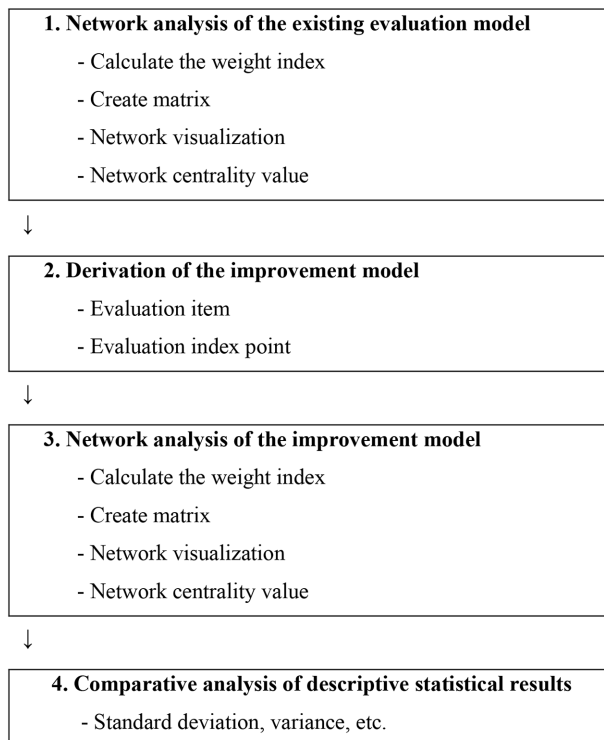 1. Network analysis of the existing evaluation model
- Calculate the weight index
- Create matrix
- Network visualization
- Network centrality value
↓
2. Derivation of the improvement model
- Evaluation item
- Evaluation index point
↓
3. Network analysis of the improvement model
- Calculate the weight index
- Create matrix
- Network visualization
- Network centrality value
↓
4. Comparative analysis of descriptive statistical results
- Standard deviation, variance, etc.